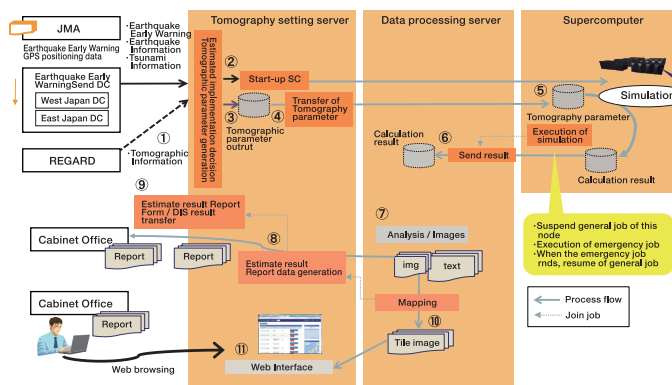 Tomography setting server
Data processing server
Supercomputer
JMA
Earthquake Early Warning
GPS positioning data
・Earthquake
Early Warning
・Earthquake
Information
・Tsunami
Information
Earthquake Early
WarningSend DC
West Japan DC
East Japan DC
REGARD
①
・Tomographic
Information
Estimated implementation decision
Tomographic parameter generation
②
Start-up SC
③
④
Transfer of
Tomography
parameter
Tomographic
parameter
outrut
⑤
Tomography parameter
Simulation
Calculation
result
⑥
Send result
Execution of
simulation
Calculation result
・Suspend general job of this
node
・Execution of emergency job
・When the emergency job
rnds, resume of general job
⑨
Estimate result Report
Form / DIS result
transfer
Cabinet Office
Report
Report
⑧
Estimate result
Report data generation
⑦
Analysis / Images
img
text
Mapping
⑩
Tile image
Process flow
Join job
Cabinet Office
Report
Web browsing
⑪
Web Interface